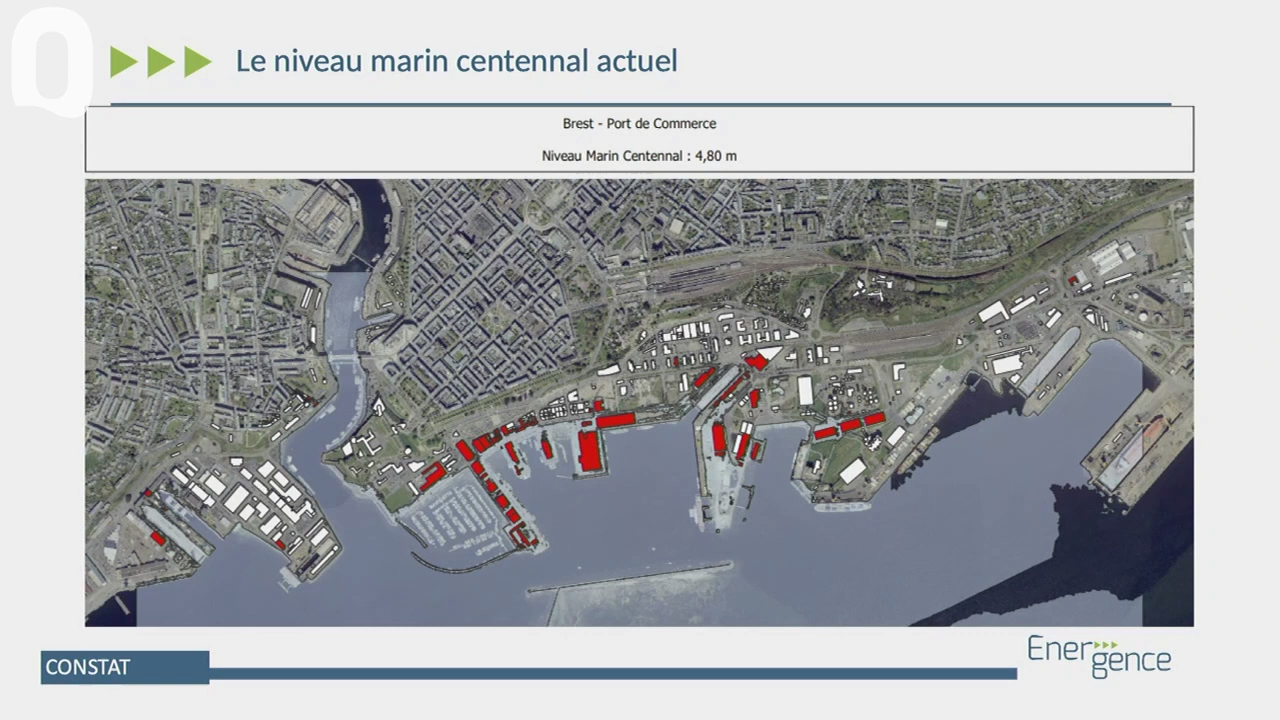 Le niveau marin centennal actuel
Brest - Port de Commerce
Niveau Marin Centennal : 4,80 m
CONSTAT
Energence